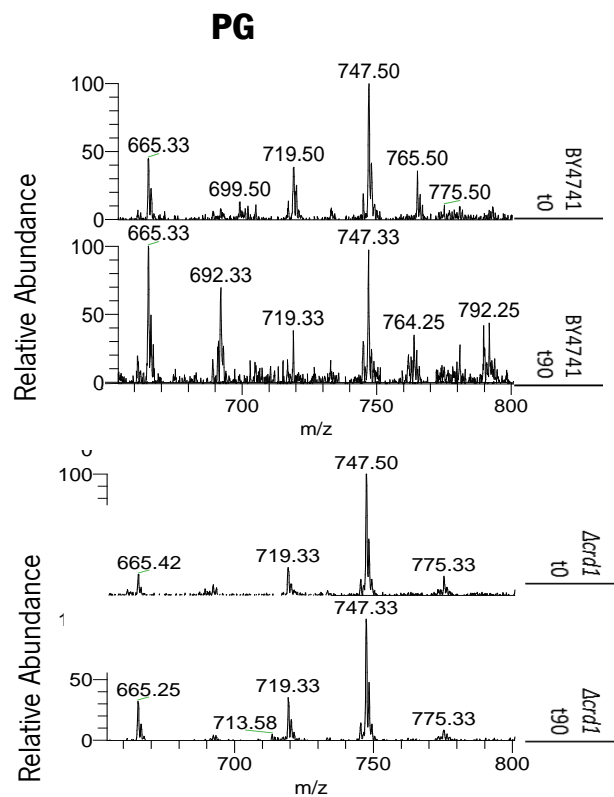 PG
Relative Abundance
100
50
0
747.50
665.33
719.50
765.50
699.50
775.50
BY4741
t0
100
50
0
665.33
747.33
692.33
719.33
764.25
792.25
BY4741
t90
700
750
800
m/z
Relative Abundance
100
747.50
665.42
719.33
775.33
Δcrd1
t0
50
0
747.33
665.25
719.33
713.58
775.33
Δcrd1
t90
700
750
800
m/z